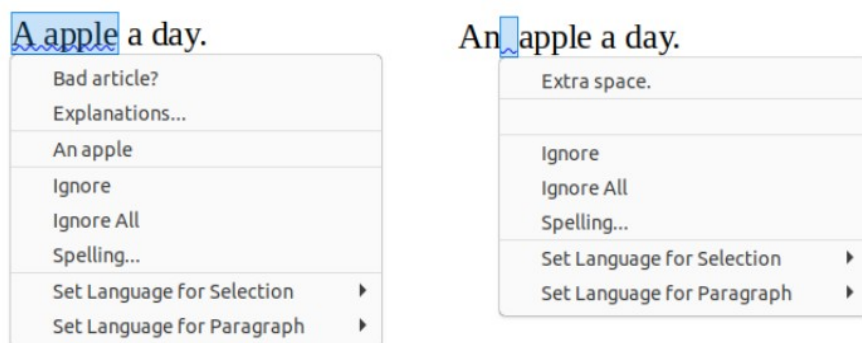 A apple a day.
Bad article?
Explanations...
An apple
Ignore
Ignore All
Spelling...
Set Language for Selection
Set Language for Paragraph
An  apple a day.
Extra space.
Ignore
Ignore All
Spelling...
Set Language for Selection
Set Language for Paragraph